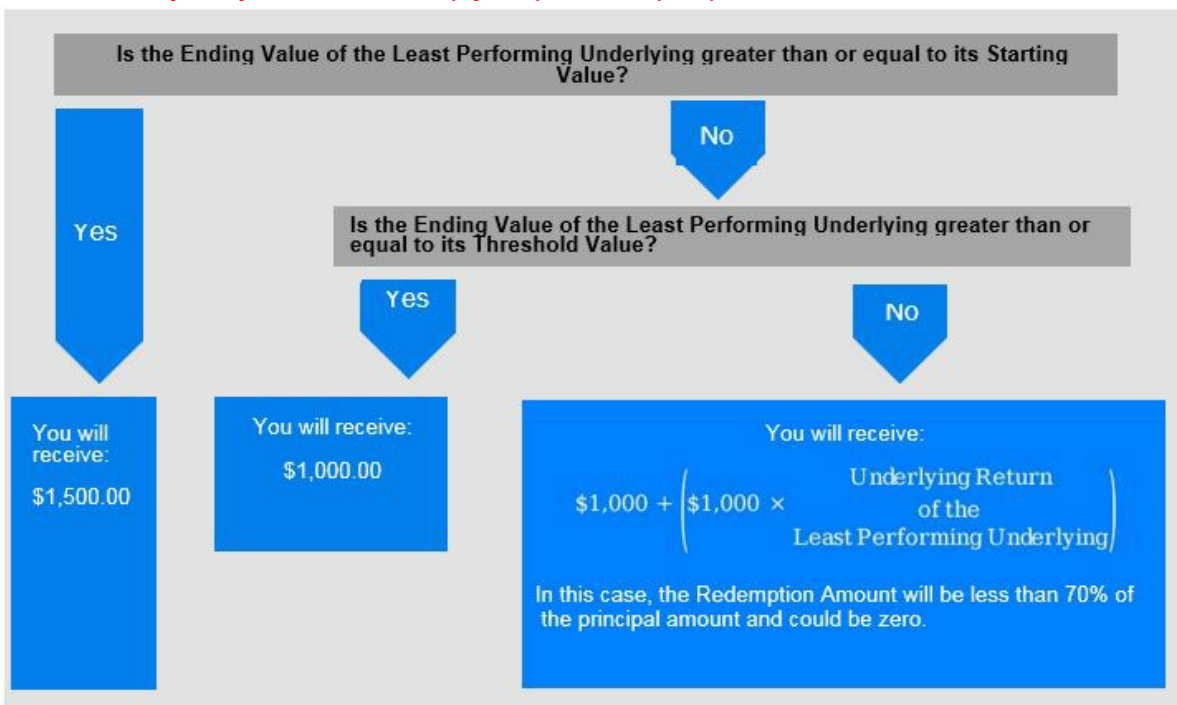 Is the Ending Value of the Least Performing Underlying greater than or equal to its Starting
Value?
No
Yes
Is the Ending Value of the Least Performing Underlying greater than or
equal to its Threshold Value?
Yes
No
You will
receive:
$1,500.00
You will receive:
$1,000.00
You will receive:
$1,000 + ($1,000 × Underlying Return
of the
Least Performing Underlying)
In this case, the Redemption Amount will be less than 70% of
the principal amount and could be zero.